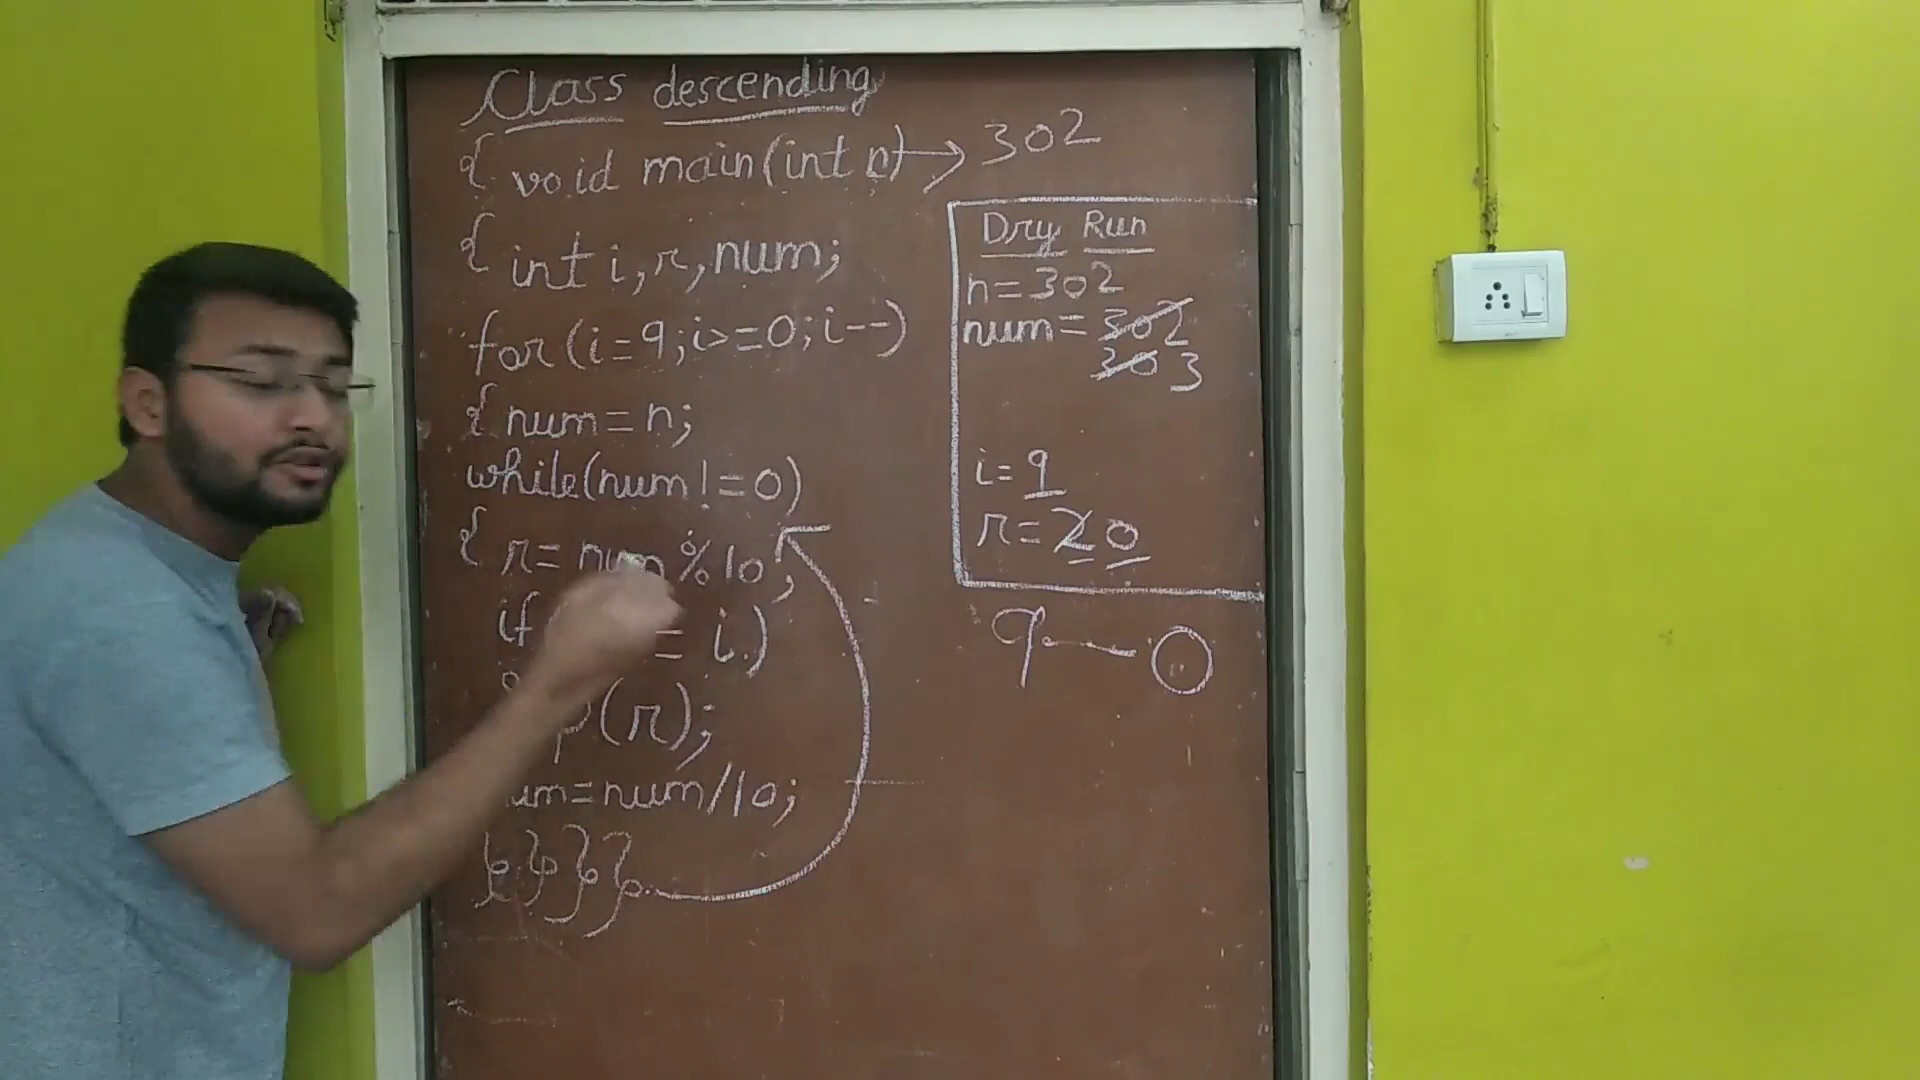 Class descending
{ void main(int n) → 302
{ int i, r, num;
for (i=9; i>=0; i--)
{ num = n;
while(num != 0)
{ r = num % 10;
if = i)
p(r);
um=num/10;
} } } }
Dry Run
n=302
num= 302
30 3
i=9
r=2 0
9 — 0